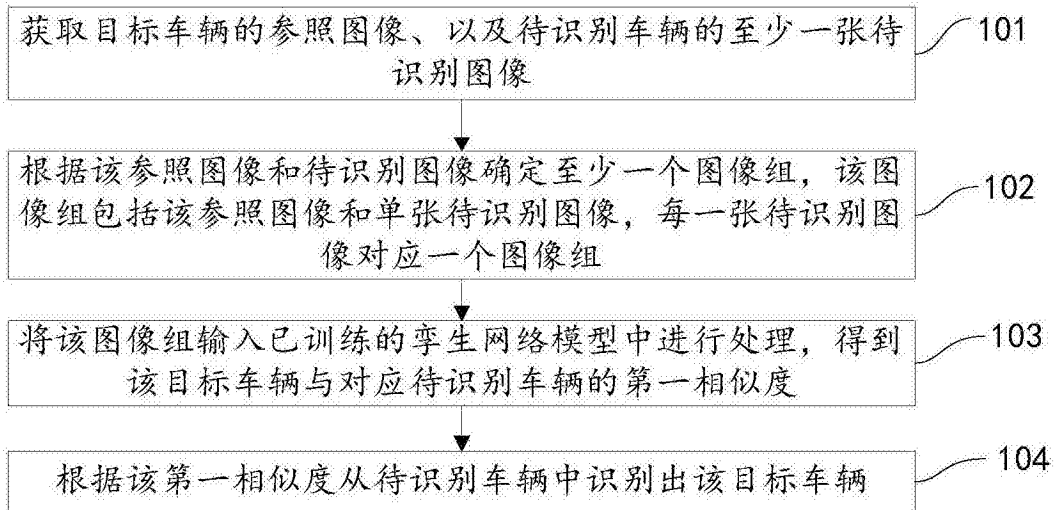 获取目标车辆的参照图像、以及待识别车辆的至少一张待
识别图像
101
根据该参照图像和待识别图像确定至少一个图像组，该图
像组包括该参照图像和单张待识别图像，每一张待识别图
像对应一个图像组
102
将该图像组输入已训练的孪生网络模型中进行处理，得到
该目标车辆与对应待识别车辆的第一相似度
103
根据该第一相似度从待识别车辆中识别出该目标车辆
104